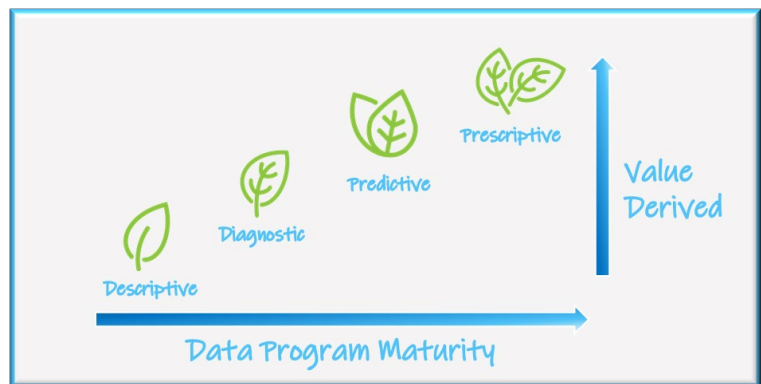 Prescriptive
Predictive
Diagnostic
Descriptive
Value
Derived
Data Program Maturity